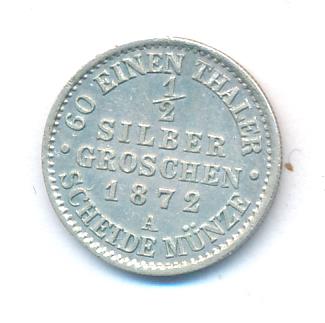 60 EINEN THALER
1/2
SILBER
GROSCHEN
1872
A
SCHEIDE MÜNZE